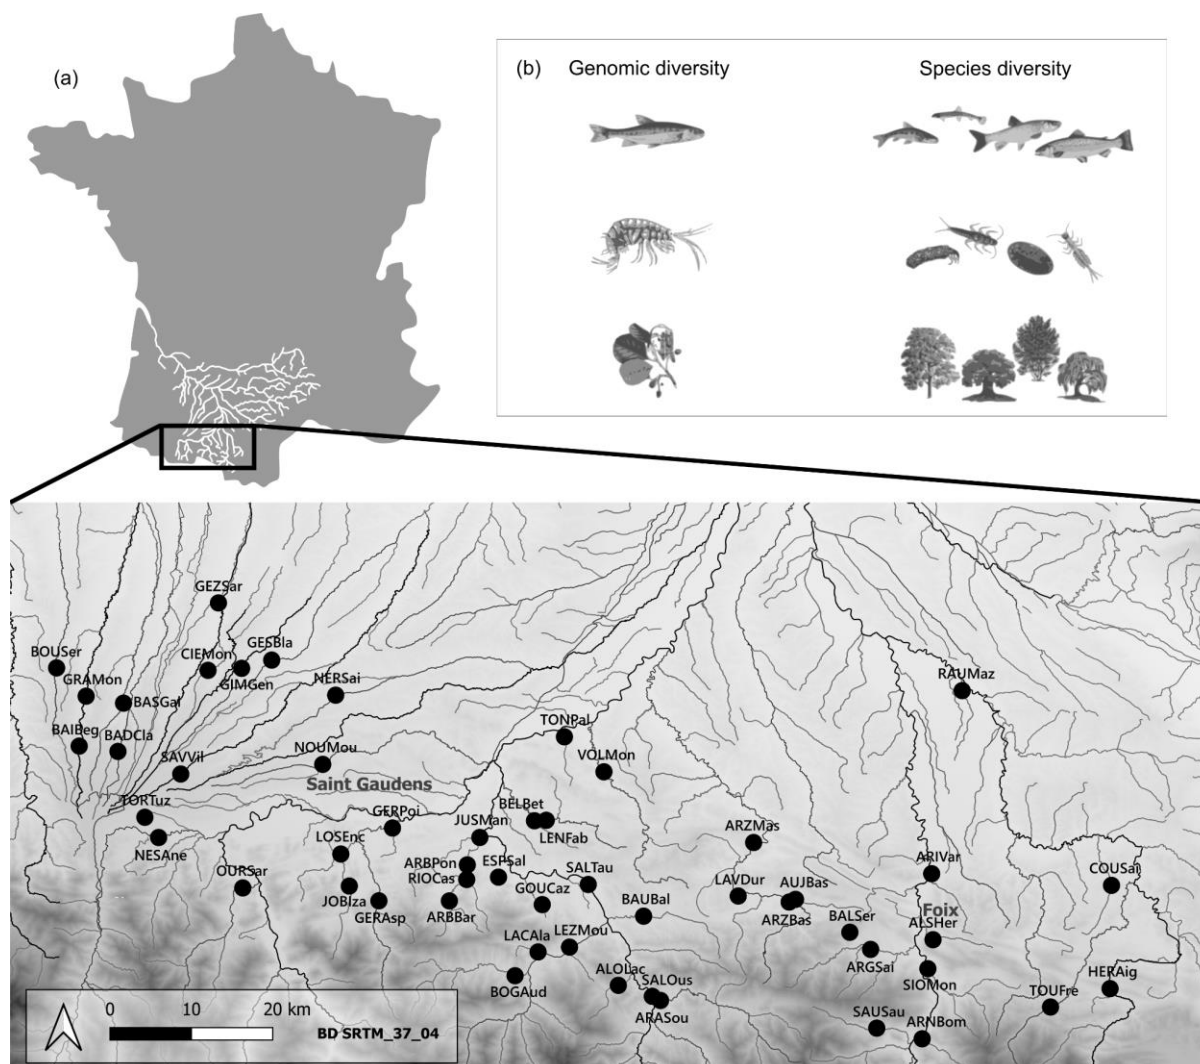 (a)
(b) Genomic diversity Species diversity
GEZSar
BOUSer
CIEMon
GESBla
GRAMon
GIMGen
BASGal
NERSai
RAUMaz
BAIBeg
BADCla
TONPal
SAVVil
NOUMou
VOLMon
Saint Gaudens
TORTuz
GERPoi
BELBet
JUSMan
LENFab
ARZMas
NESAne
LOSEnc
OURSar
ARBPon
ESPSal
RIOCas
SALTau
ARIVar
COUSai
JOBIza
GERAsp
ARBBar
GOUCaz
BAUBal
LAVDur
AUJBas
ARZBas
Foix
BALSer
ALSHer
LACAla
LEZMou
ARGSai
BOGAud
ALOLac
SALOus
ARASou
SIOMon
TOUFre
HERAig
SAUSau
ARNBom
0 10 20 km
BD SRTM_37_04